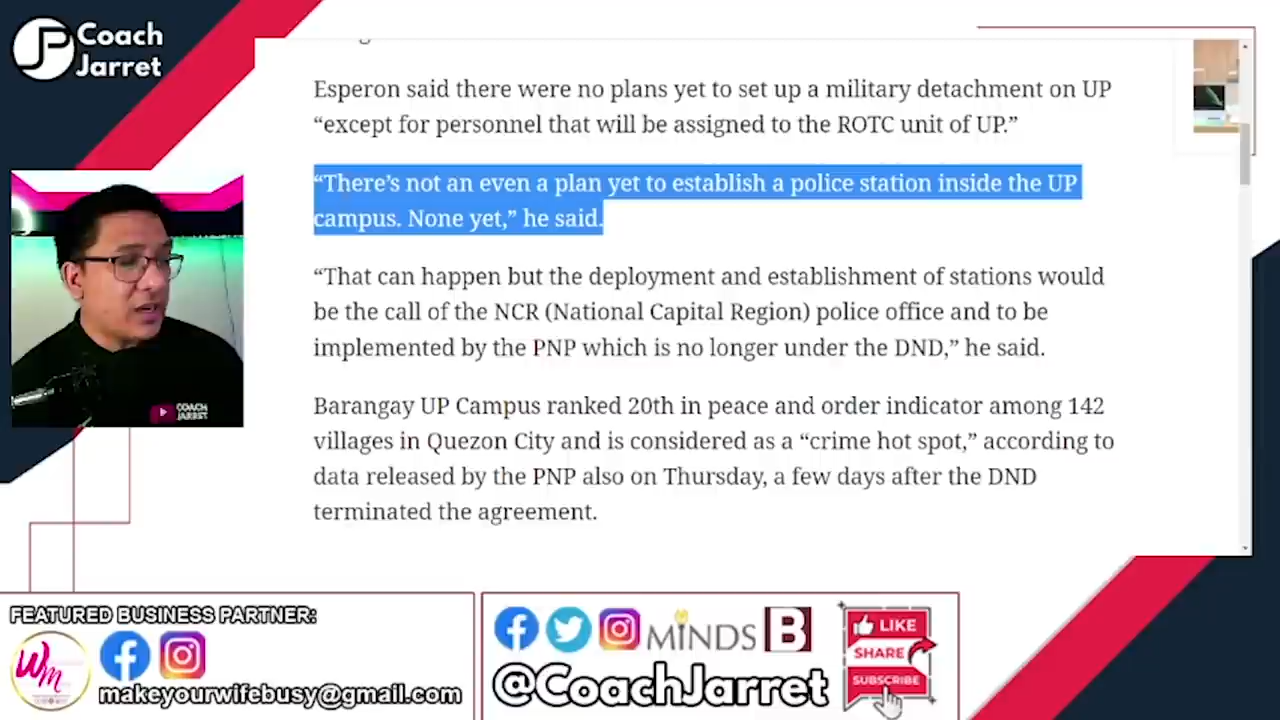 Coach
Jarret
Esperon said there were no plans yet to set up a military detachment on UP
“except for personnel that will be assigned to the ROTC unit of UP.”
“There’s not an even a plan yet to establish a police station inside the UP
campus. None yet,” he said.
“That can happen but the deployment and establishment of stations would
be the call of the NCR (National Capital Region) police office and to be
implemented by the PNP which is no longer under the DND,” he said.
Barangay UP Campus ranked 20th in peace and order indicator among 142
villages in Quezon City and is considered as a “crime hot spot,” according to
data released by the PNP also on Thursday, a few days after the DND
terminated the agreement.
COACH
JARRET
FEATURED BUSINESS PARTNER:
Wm
makeyourwifebusy@gmail.com
MINDS B
@CoachJarret
LIKE
SHARE
SUBSCRIBE